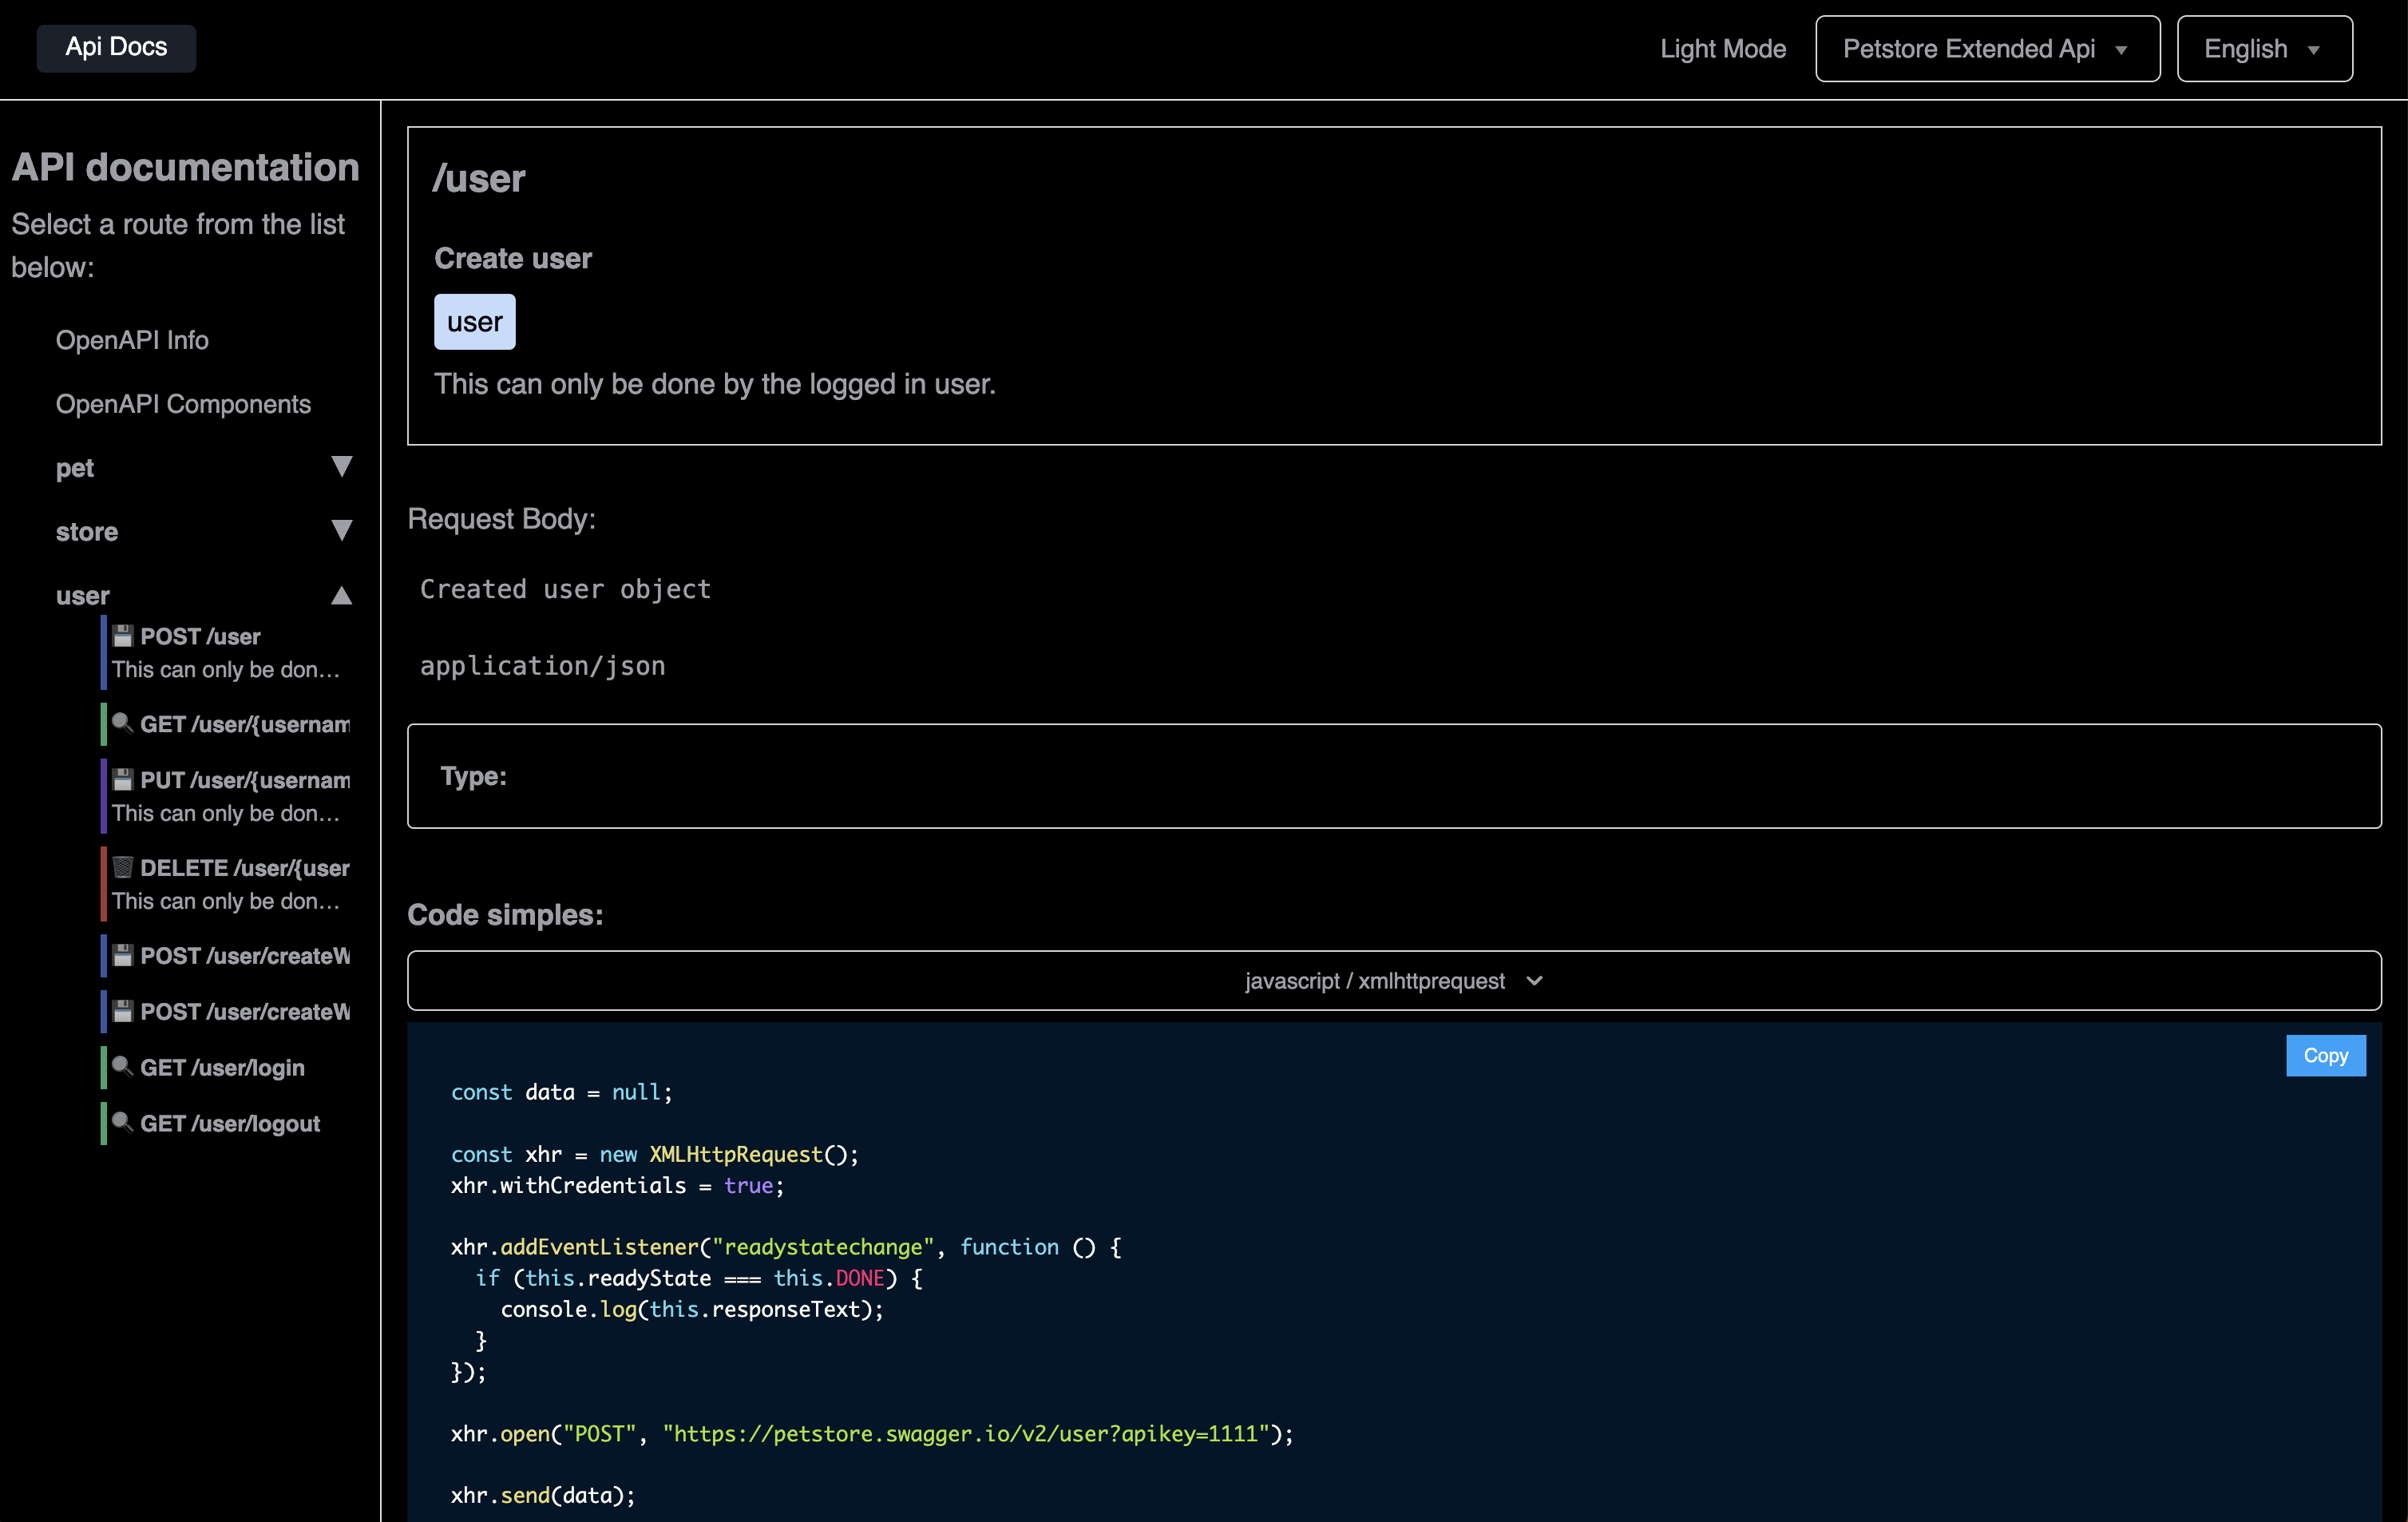 Api Docs
Light Mode
Petstore Extended Api
English
API documentation
Select a route from the list
below:
OpenAPI Info
OpenAPI Components
pet
store
user
POST /user
This can only be don…
GET /user/{usernam
PUT /user/{usernam
This can only be don…
DELETE /user/{user
This can only be don…
POST /user/createW
POST /user/createW
GET /user/login
GET /user/logout
/user
Create user
user
This can only be done by the logged in user.
Request Body:
Created user object
application/json
Type:
Code simples:
javascript / xmlhttprequest
Copy
const data = null;
const xhr = new XMLHttpRequest();
xhr.withCredentials = true;
xhr.addEventListener("readystatechange", function () {
if (this.readyState === this.DONE) {
console.log(this.responseText);
}
});
xhr.open("POST", "https://petstore.swagger.io/v2/user?apikey=1111");
xhr.send(data);